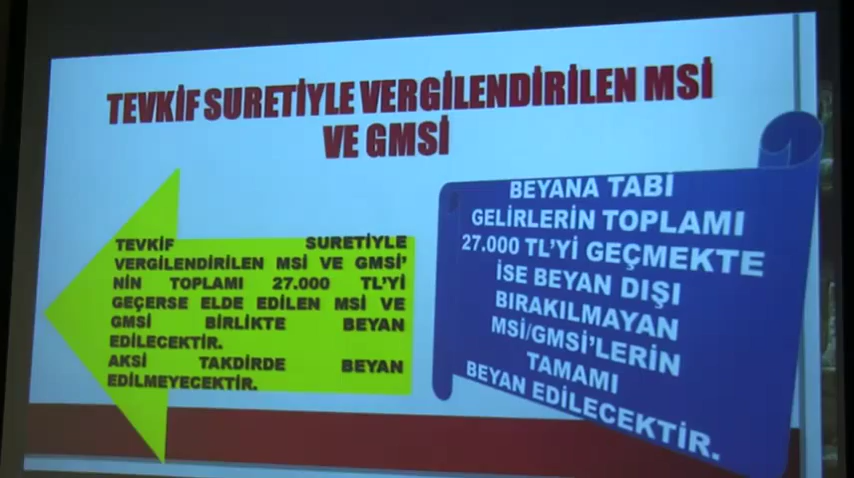 TEVKİF SURETİYLE VERGİLENDİRİLEN MSİ
VE GMSİ
TEVKİF SURETİYLE
VERGİLENDİRİLEN MSİ VE GMSİ'
NİN TOPLAMI 27.000 TL'Yİ
GEÇERSE ELDE EDİLEN MSİ VE
GMSİ BİRLİKTE BEYAN
EDİLECEKTİR.
AKSİ TAKDİRDE BEYAN
EDİLMEYECEKTİR.
BEYANA TABİ
GELİRLERİN TOPLAMI
27.000 TL'Yİ GEÇMEKTE
İSE BEYAN DIŞI
BIRAKILMAYAN
MSİ/GMSİ'LERİN
TAMAMI
BEYAN EDİLECEKTİR.